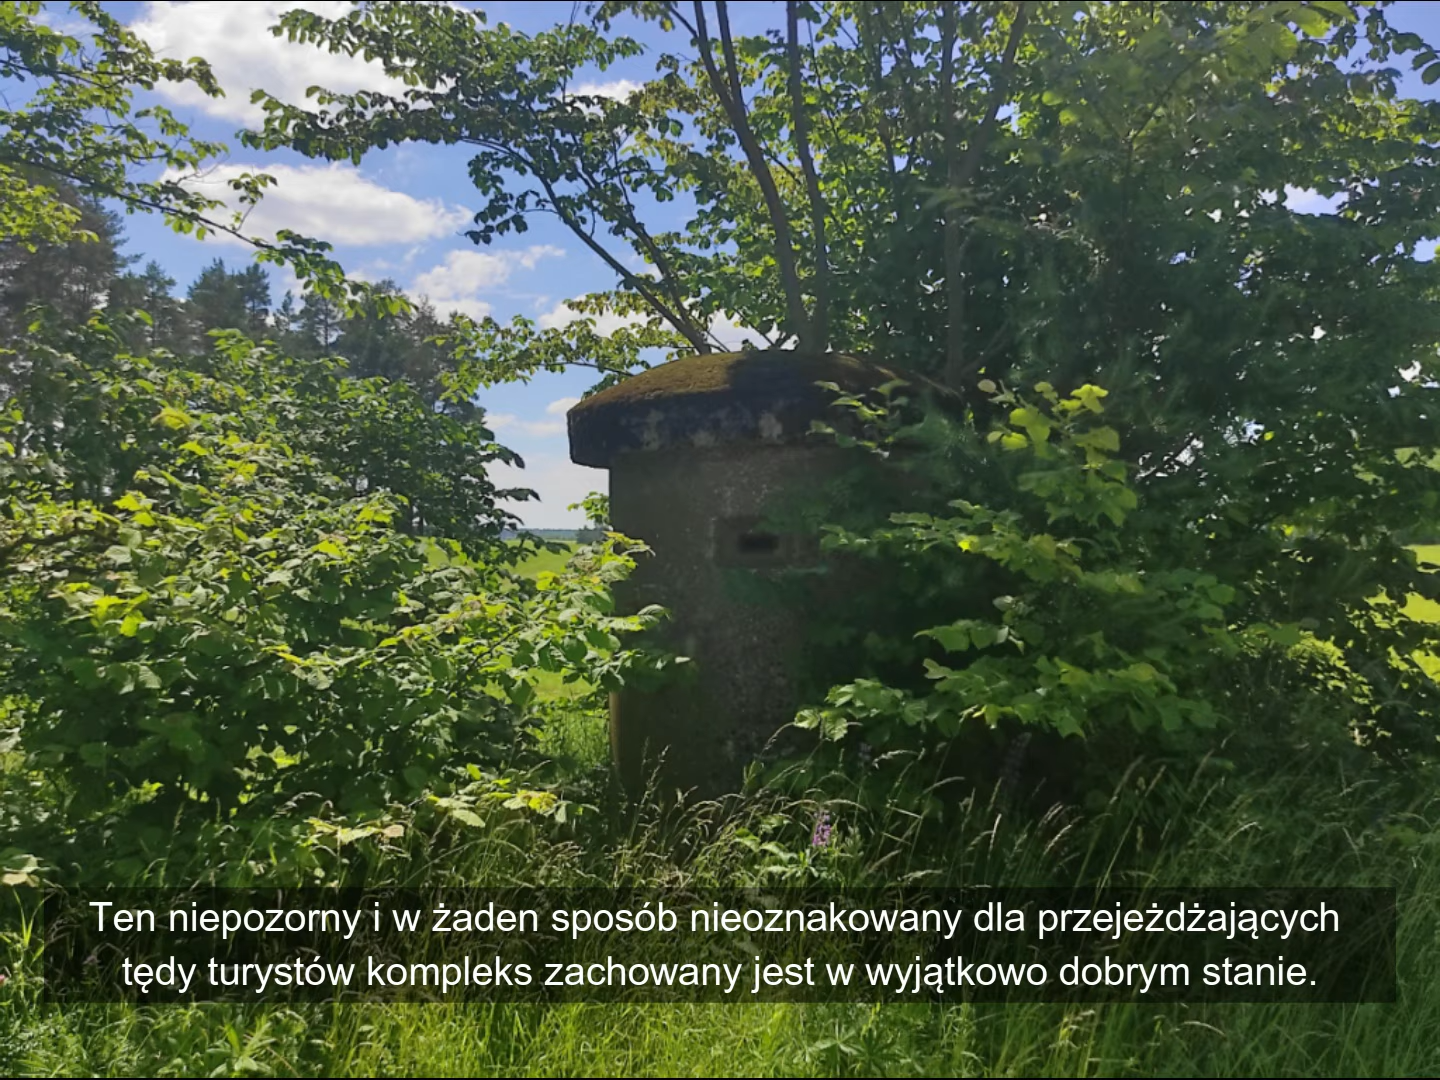 Ten niepozorny i w żaden sposób nieoznakowany dla przejeżdżających
tędy turystów kompleks zachowany jest w wyjątkowo dobrym stanie.